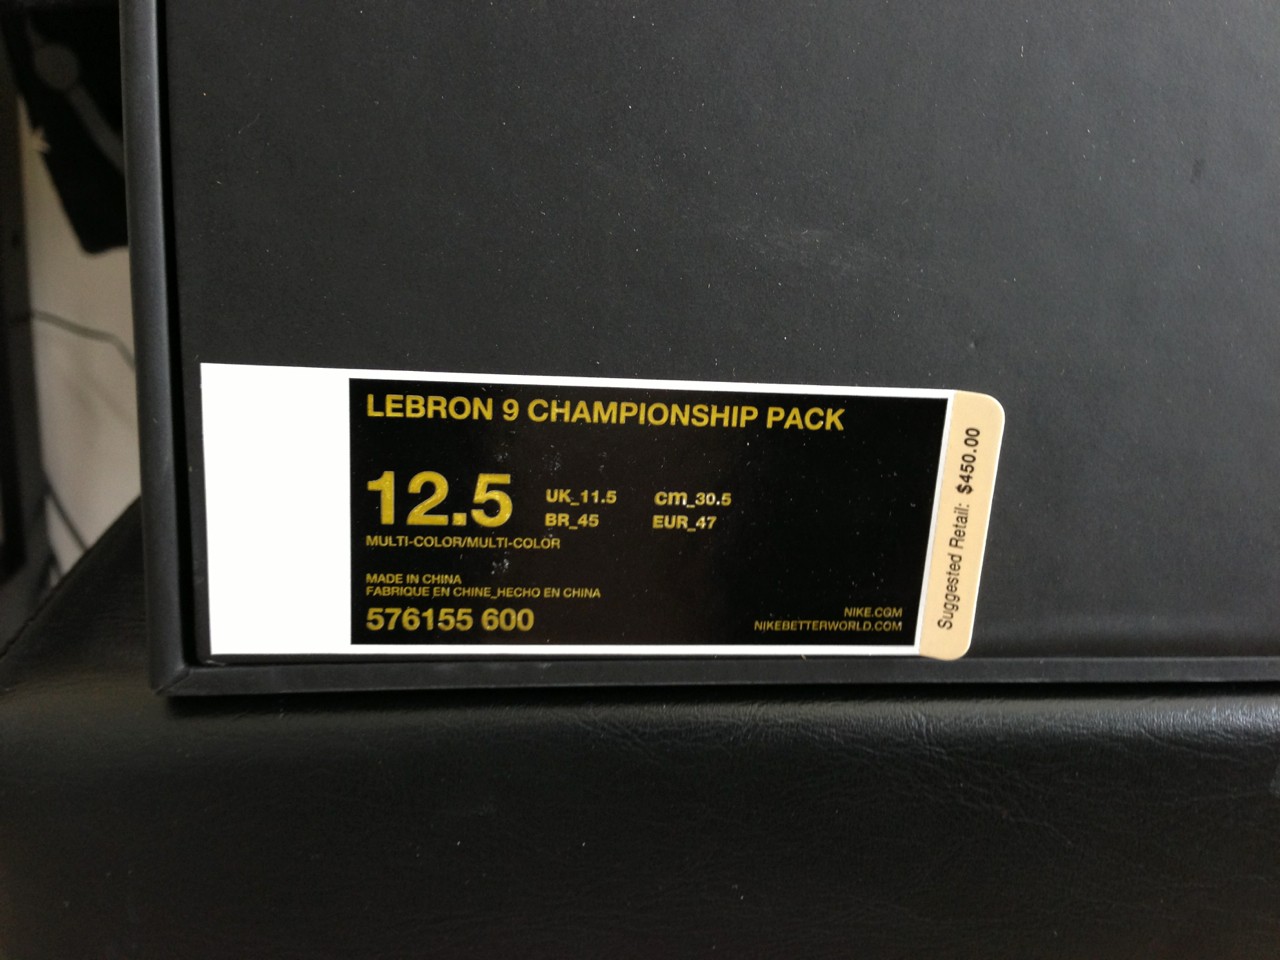 LEBRON 9 CHAMPIONSHIP PACK
12.5 UK_11.5 cm_30.5
BR_45 EUR_47
MULTI-COLOR/MULTI-COLOR
MADE IN CHINA
FABRIQUE EN CHINE_HECHO EN CHINA
576155 600
NIKE.COM
NIKEBETTERWORLD.COM
Suggested Retail: $450.00